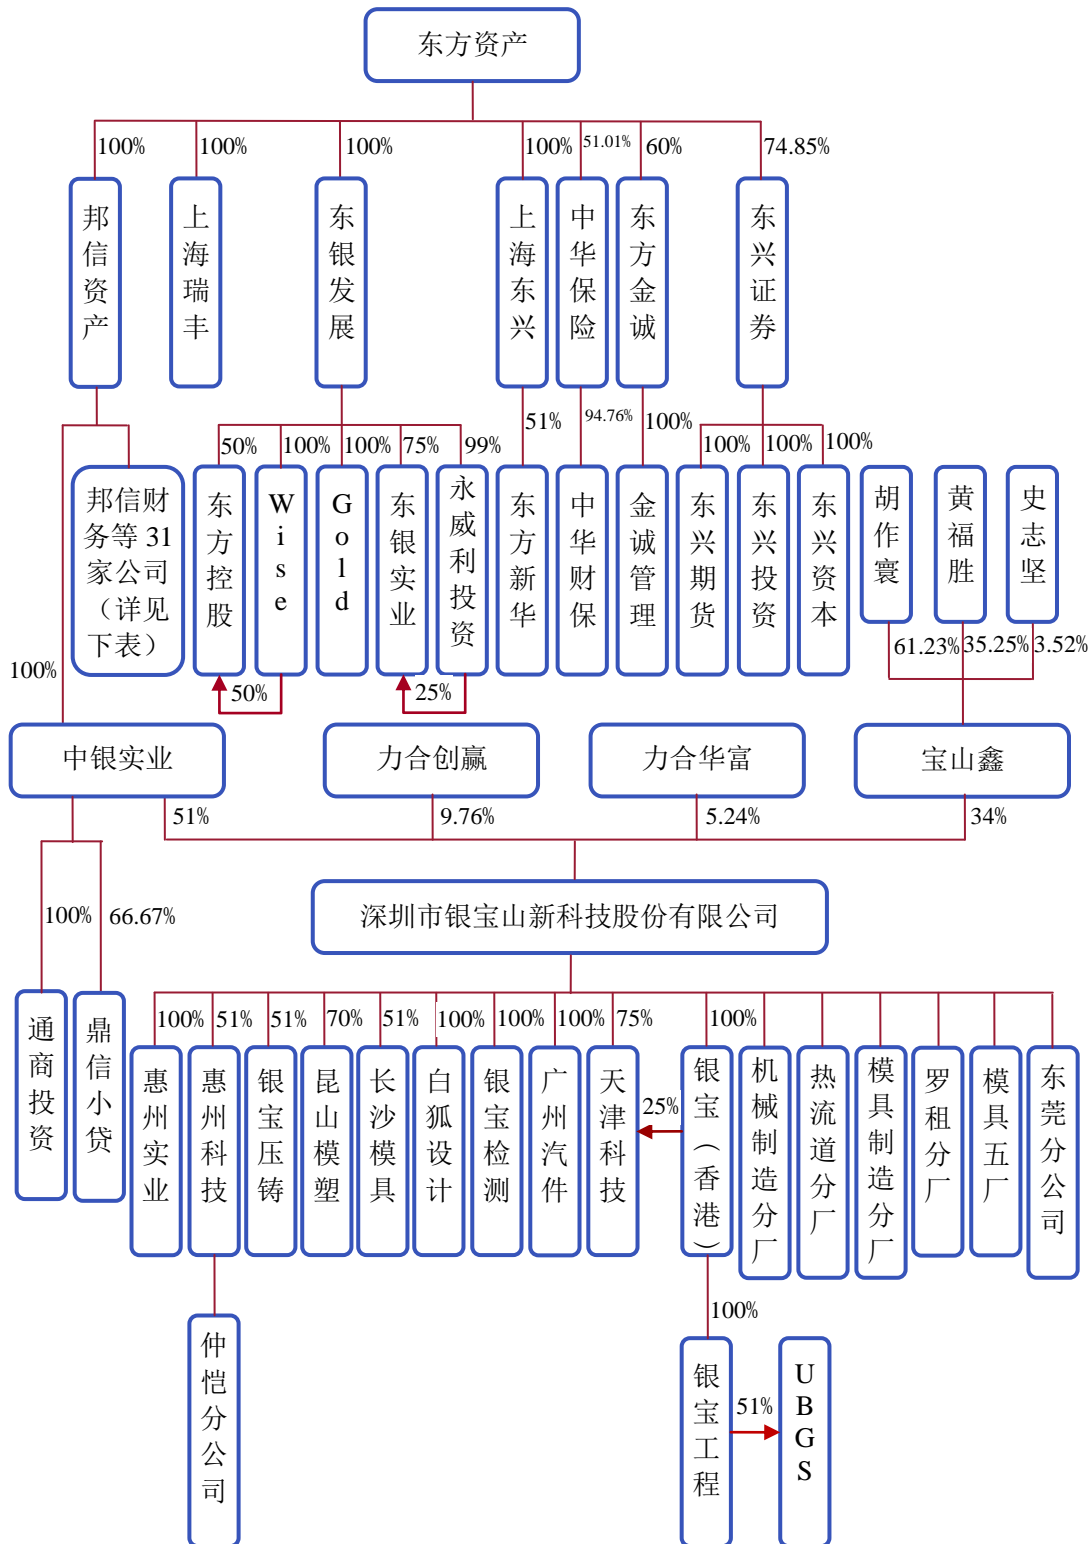 东方资产
100%
100%
100%
100%
51.01%
60%
74.85%
邦信资产
上海瑞丰
东银发展
上海东兴
中华保险
东方金诚
东兴证券
50%
100%
100%
75%
99%
51%
94.76%
100%
100%
100%
100%
邦信财
务等 31
家公司
（详见
下表）
东方控股
Wise
Gold
东银实业
永威利投资
东方新华
中华财保
金诚管理
东兴期货
东兴投资
东兴资本
胡作寰
黄福胜
史志坚
100%
50%
25%
61.23%
35.25%
3.52%
中银实业
力合创赢
力合华富
宝山鑫
51%
9.76%
5.24%
34%
100%
66.67%
深圳市银宝山新科技股份有限公司
通商投资
鼎信小贷
100%
51%
51%
70%
51%
100%
100%
100%
75%
100%
惠州实业
惠州科技
银宝压铸
昆山模塑
长沙模具
白狐设计
银宝检测
广州汽件
天津科技
25%
银宝（香港）
机械制造分厂
热流道分厂
模具制造分厂
罗租分厂
模具五厂
东莞分公司
100%
仲恺分公司
银宝工程
51%
UBGS